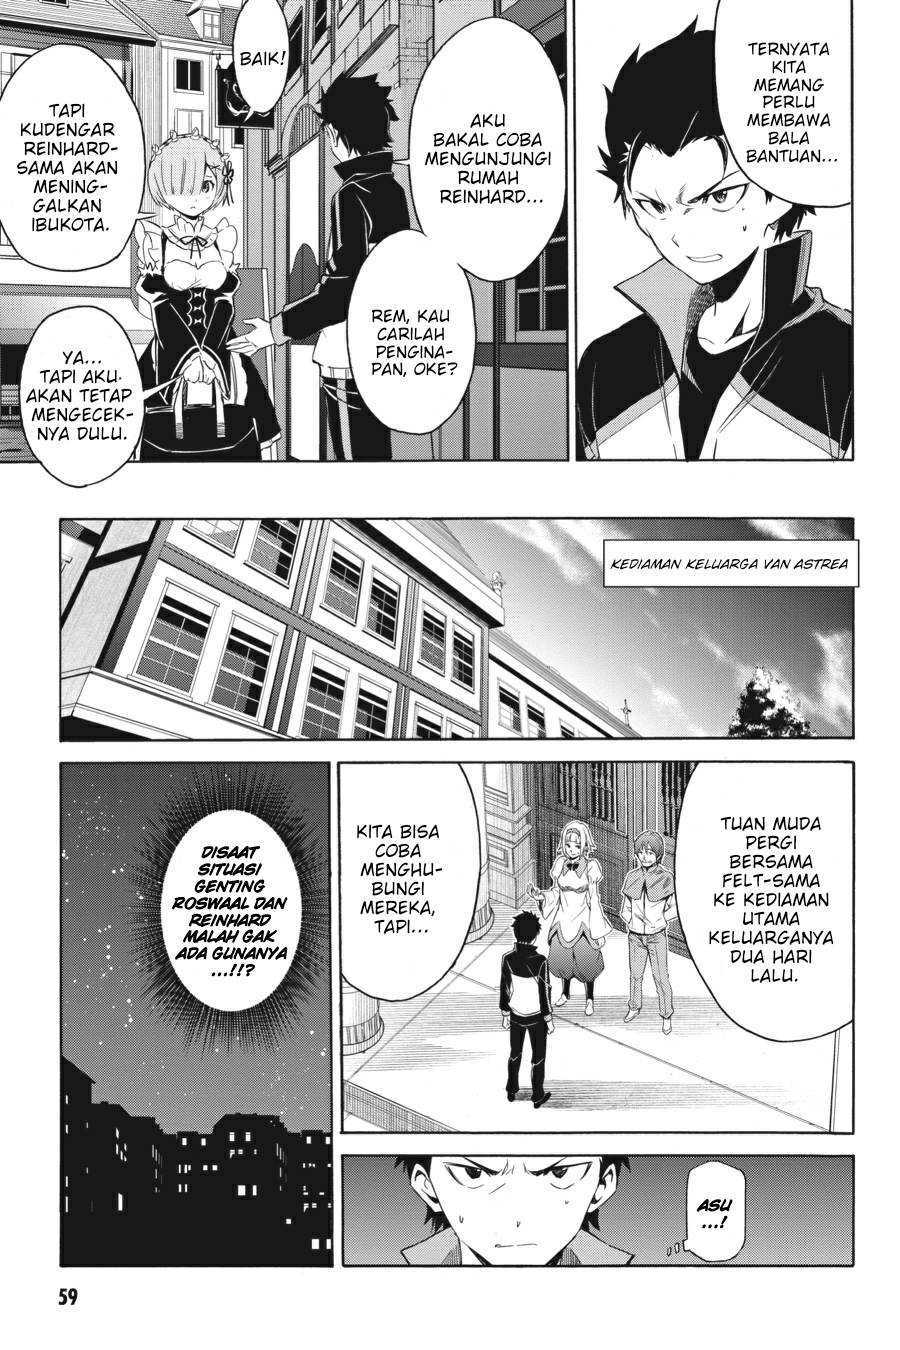 TERNYATA
KITA
MEMANG
PERLU
MEMBAWA
BALA
BANTUAN...
AKU
BAKAL COBA
MENGUNJUNGI
RUMAH
REINHARD...
REM, KAU
CARILAH
PENGINA-
PAN, OKE?
BAIK!
TAPI
KUDENGAR
REINHARD-
SAMA AKAN
MENING-
GALKAN
IBUKOTA.
YA...
TAPI AKU
AKAN TETAP
MENGECEK-
NYA DULU.
KEDIAMAN KELUARGA VAN ASTREA
TUAN MUDA
PERGI
BERSAMA
FELT-SAMA
KE KEDIAMAN
UTAMA
KELUARGANYA
DUA HARI
LALU.
KITA BISA
COBA
MENGHU-
BUNGI
MEREKA,
TAPI...
DISAAT
SITUASI
GENTING
ROSWAAL DAN
REINHARD
MALAH GAK
ADA GUNANYA
...!!?
ASU
...!
59